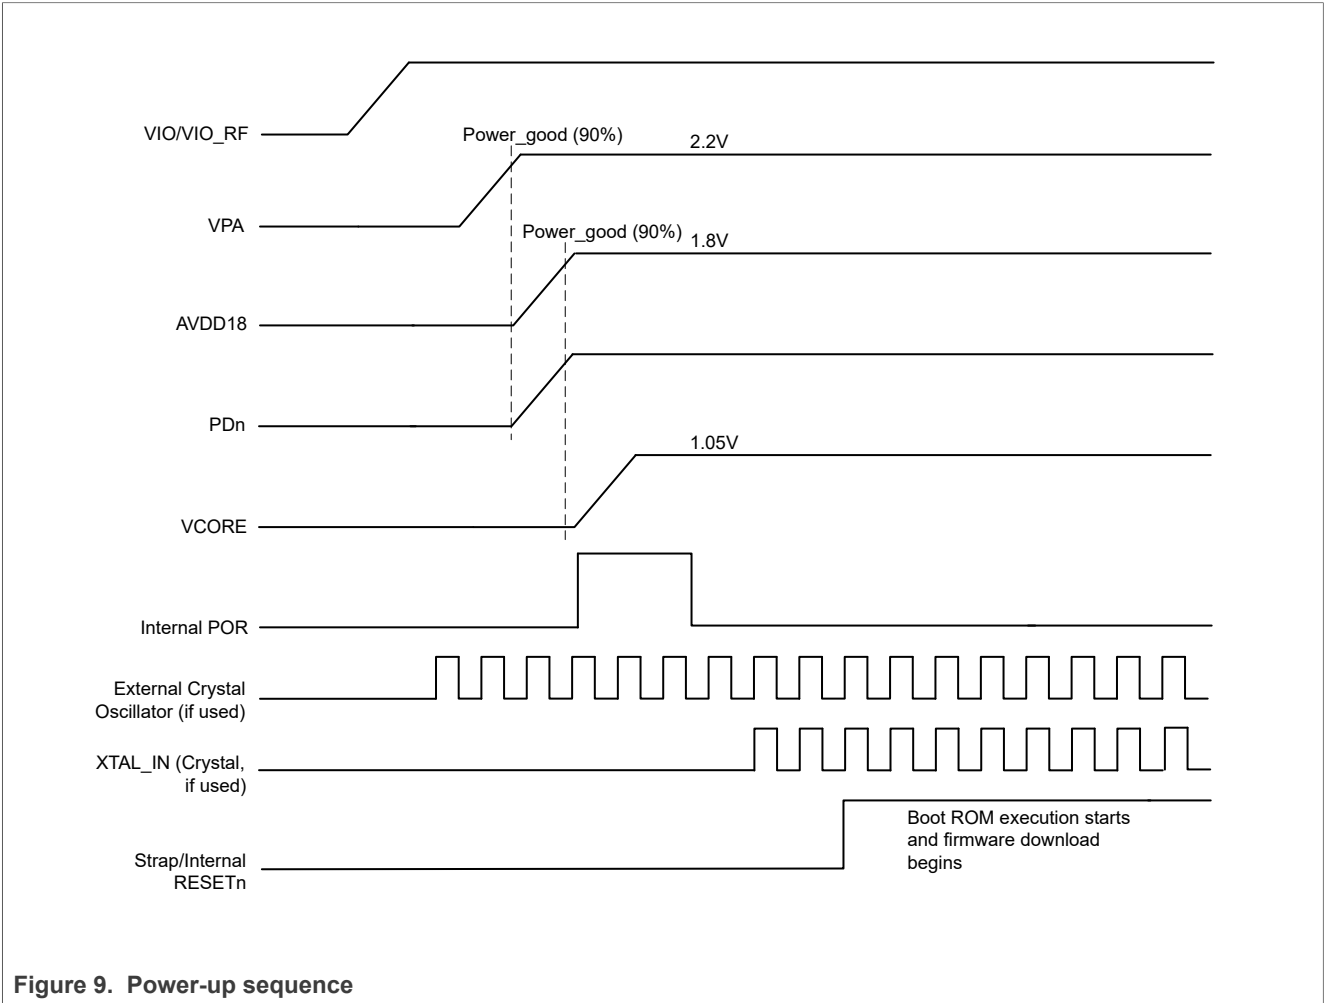 VIO/VIO_RF
Power_good (90%)
2.2V
VPA
Power_good (90%)
1.8V
AVDD18
PDn
1.05V
VCORE
Internal POR
External Crystal
Oscillator (if used)
XTAL_IN (Crystal,
if used)
Boot ROM execution starts
and firmware download
begins
Strap/Internal
RESETn
Figure 9. Power-up sequence